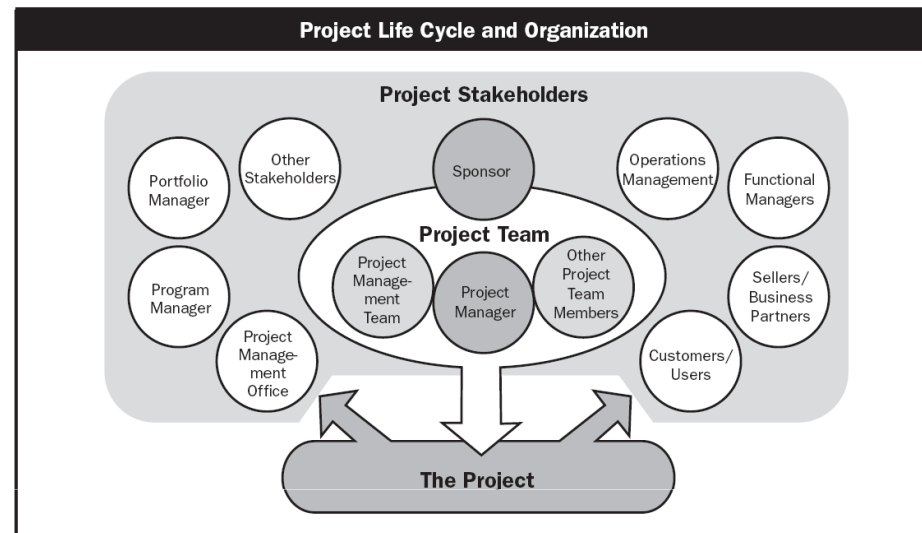 Project Life Cycle and Organization
Project Stakeholders
Portfolio
Manager
Other
Stakeholders
Sponsor
Operations
Management
Functional
Managers
Project Team
Program
Manager
Project
Manage-
ment
Team
Project
Manager
Other
Project
Team
Members
Sellers/
Business
Partners
Project
Manage-
ment
Office
Customers/
Users
The Project